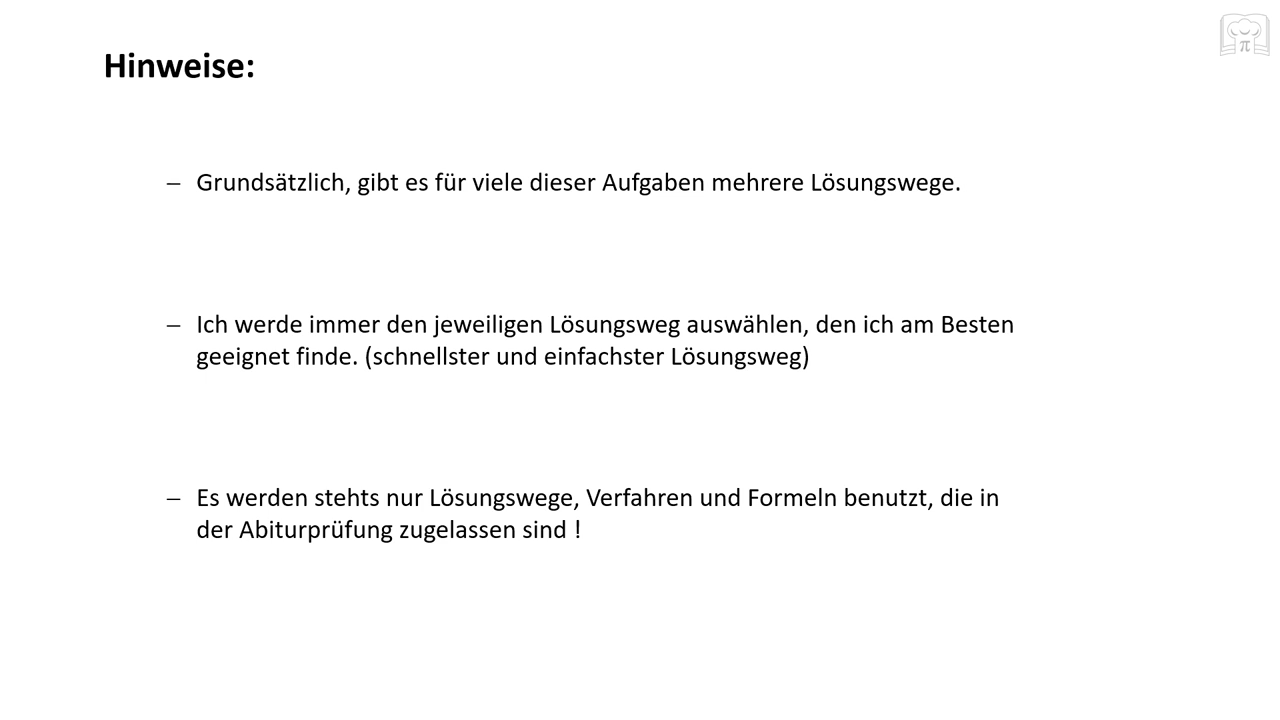 Hinweise:
– Grundsätzlich, gibt es für viele dieser Aufgaben mehrere Lösungswege.
– Ich werde immer den jeweiligen Lösungsweg auswählen, den ich am Besten
geeignet finde. (schnellster und einfachster Lösungsweg)
– Es werden stehts nur Lösungswege, Verfahren und Formeln benutzt, die in
der Abiturprüfung zugelassen sind !
π